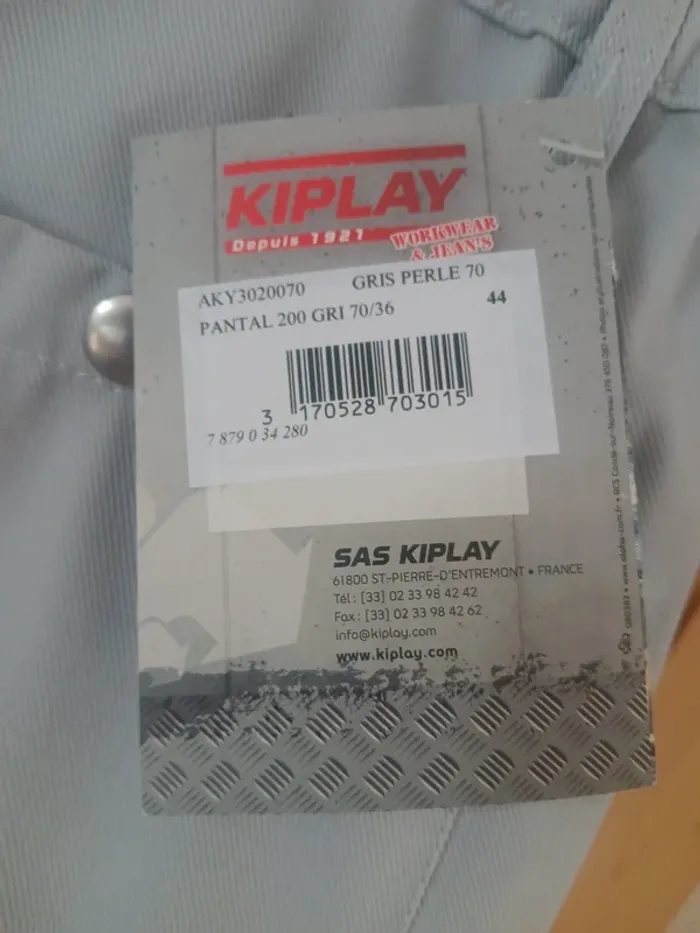 KIPLAY
Depuis 1921
WORKWEAR
& JEAN'S
AKY3020070 GRIS PERLE 70
PANTAL 200 GRI 70/36 44
3 170528 703015
7 879 0 34 280
SAS KIPLAY
61800 ST-PIERRE-D'ENTREMONT • FRANCE
Tél : [33] 02 33 98 42 42
Fax : [33] 02 33 98 42 62
info@kiplay.com
www.kiplay.com